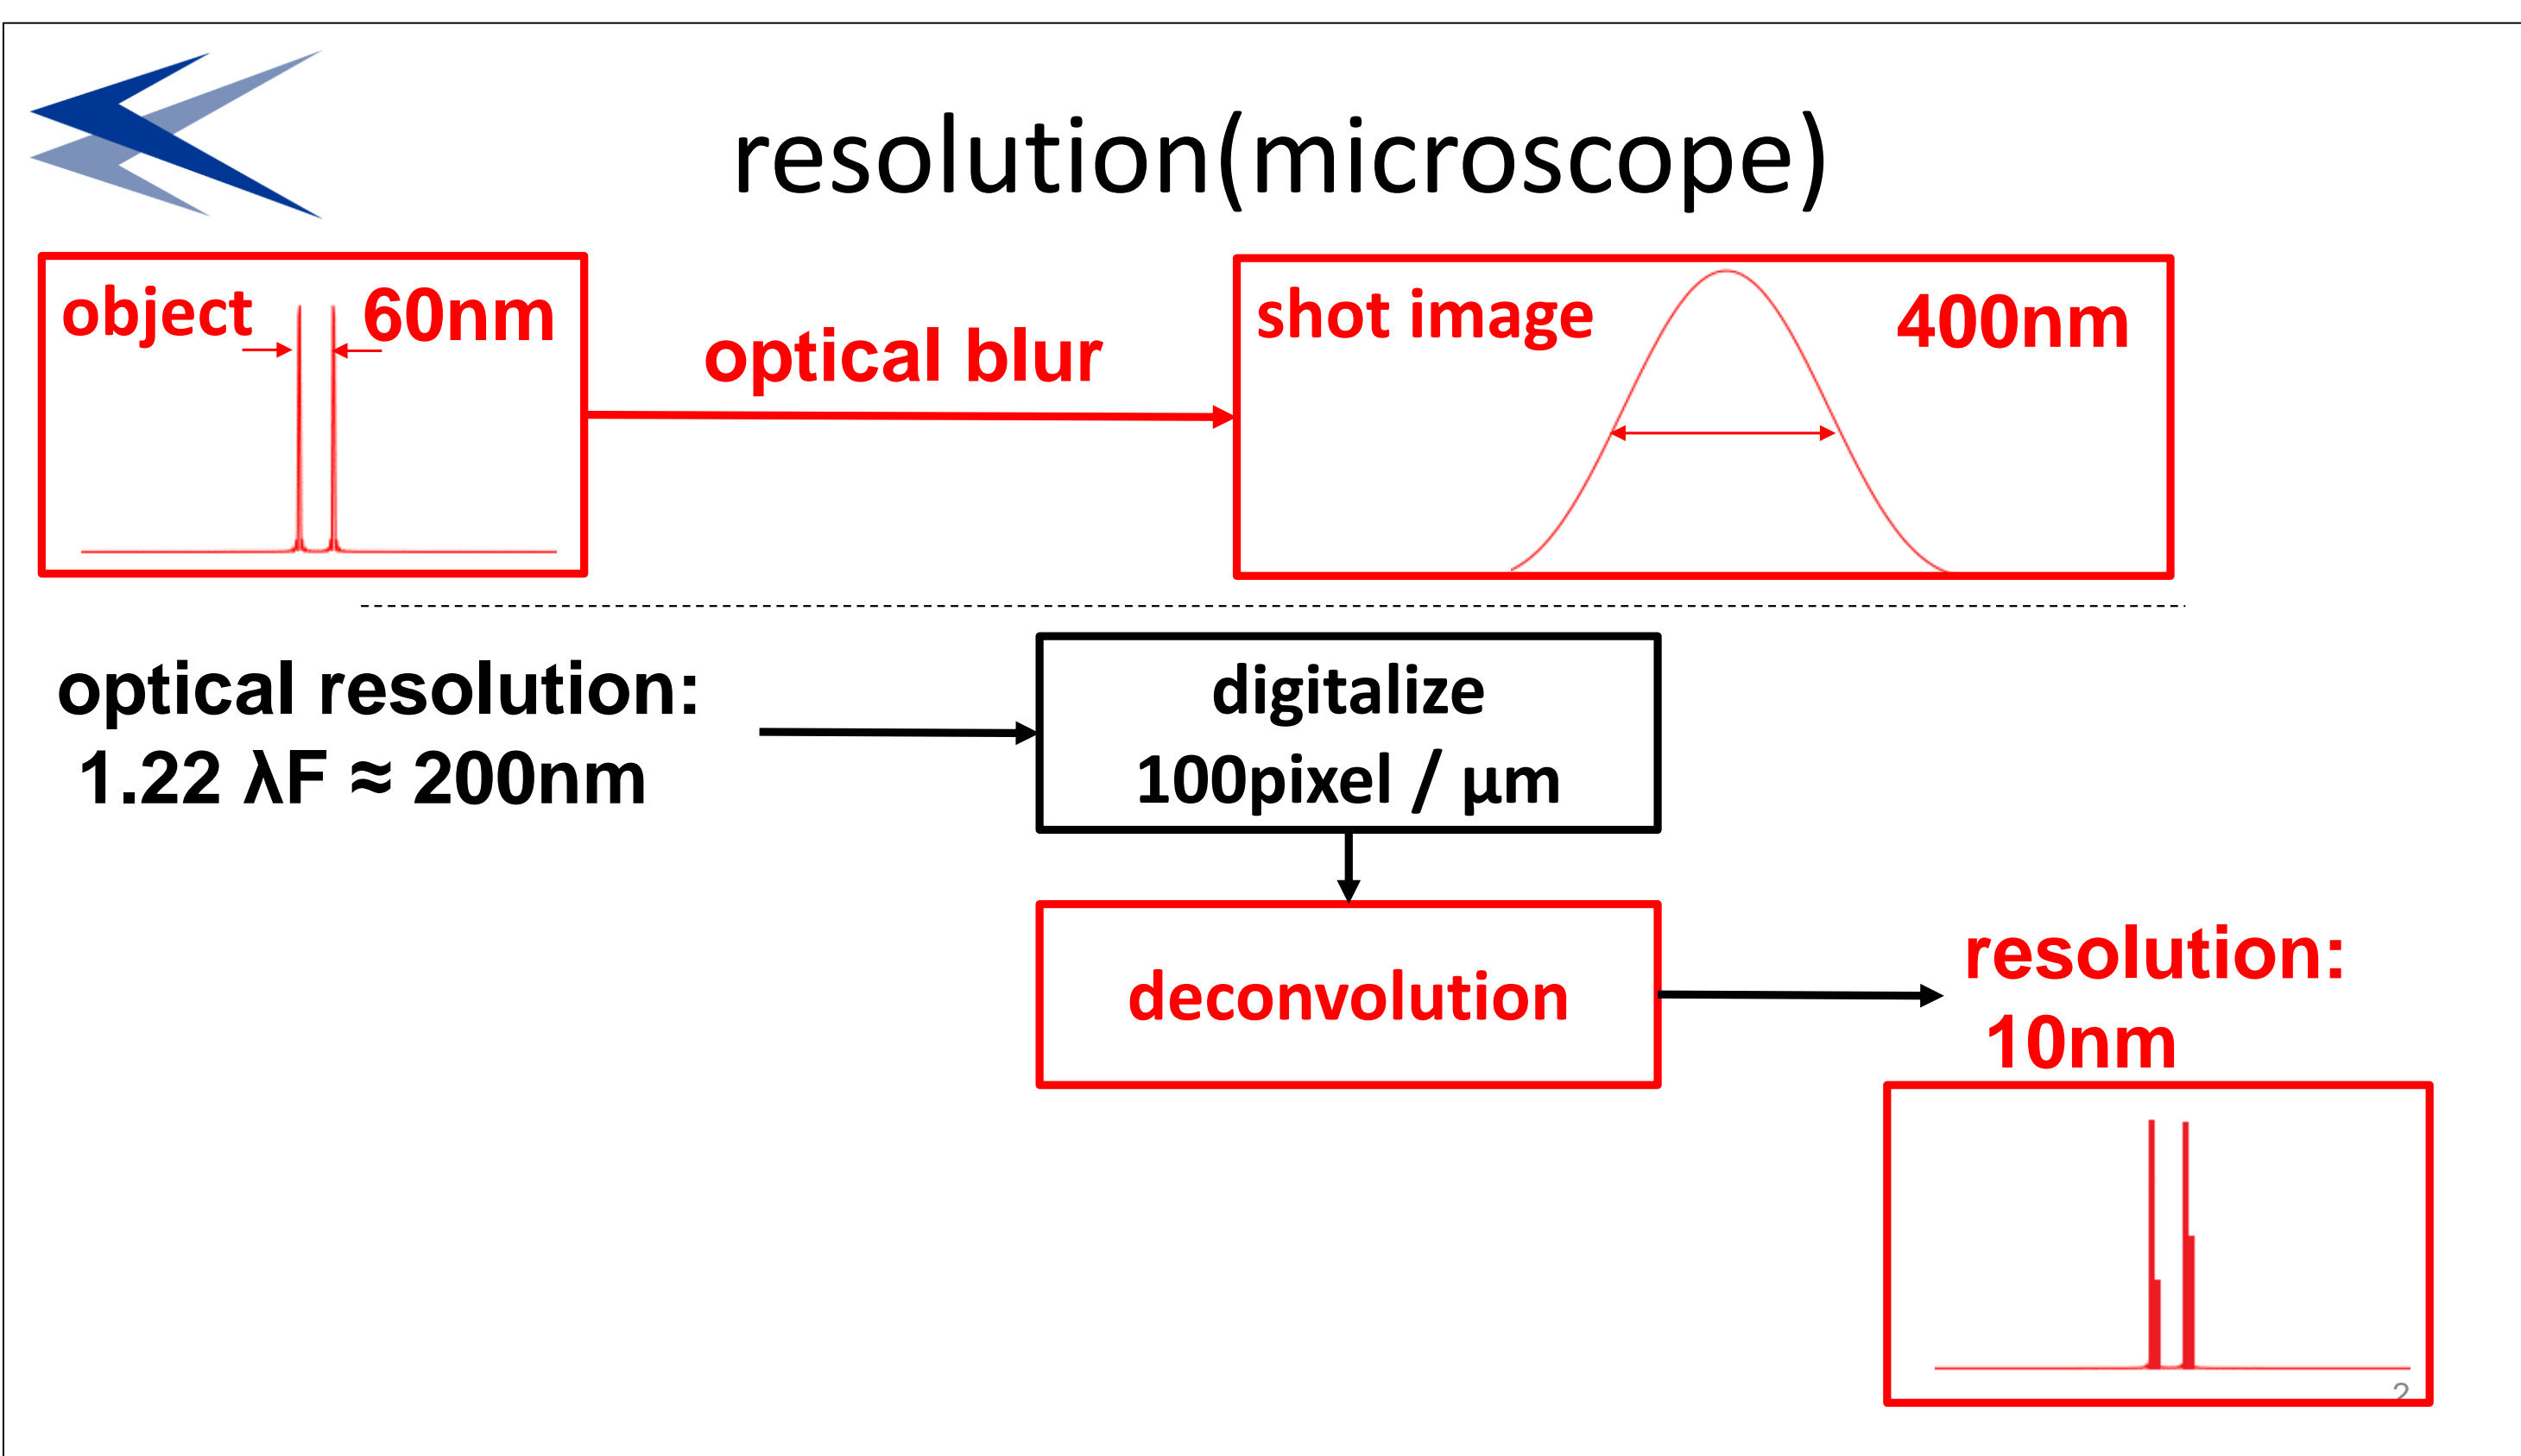 resolution(microscope)
object 60nm
optical blur
shot image 400nm
optical resolution:
1.22 λF ≈ 200nm
digitalize
100pixel / μm
deconvolution
resolution:
10nm
2